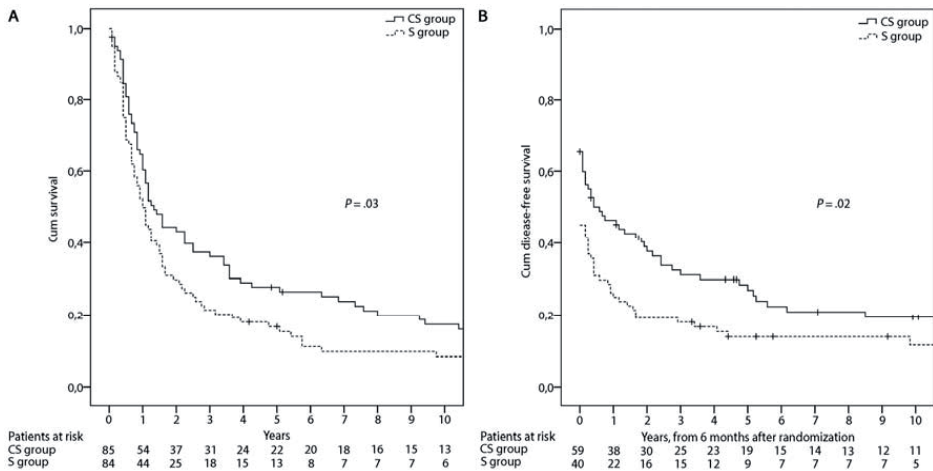 A
CS group
S group
1,0
0,8
0,6
0,4
0,2
0,0
Cum survival
P = .03
0 1 2 3 4 5 6 7 8 9 10
Years
Patients at risk
CS group 85 54 37 31 24 22 20 18 16 15 13
S group 84 44 25 18 15 13 8 7 7 7 6
B
CS group
S group
1,0
0,8
0,6
0,4
0,2
0,0
Cum disease-free survival
P = .02
0 1 2 3 4 5 6 7 8 9 10
Years, from 6 months after randomization
Patients at risk
CS group 59 38 30 25 23 19 15 14 13 12 11
S group 40 22 16 15 12 9 7 7 7 7 5